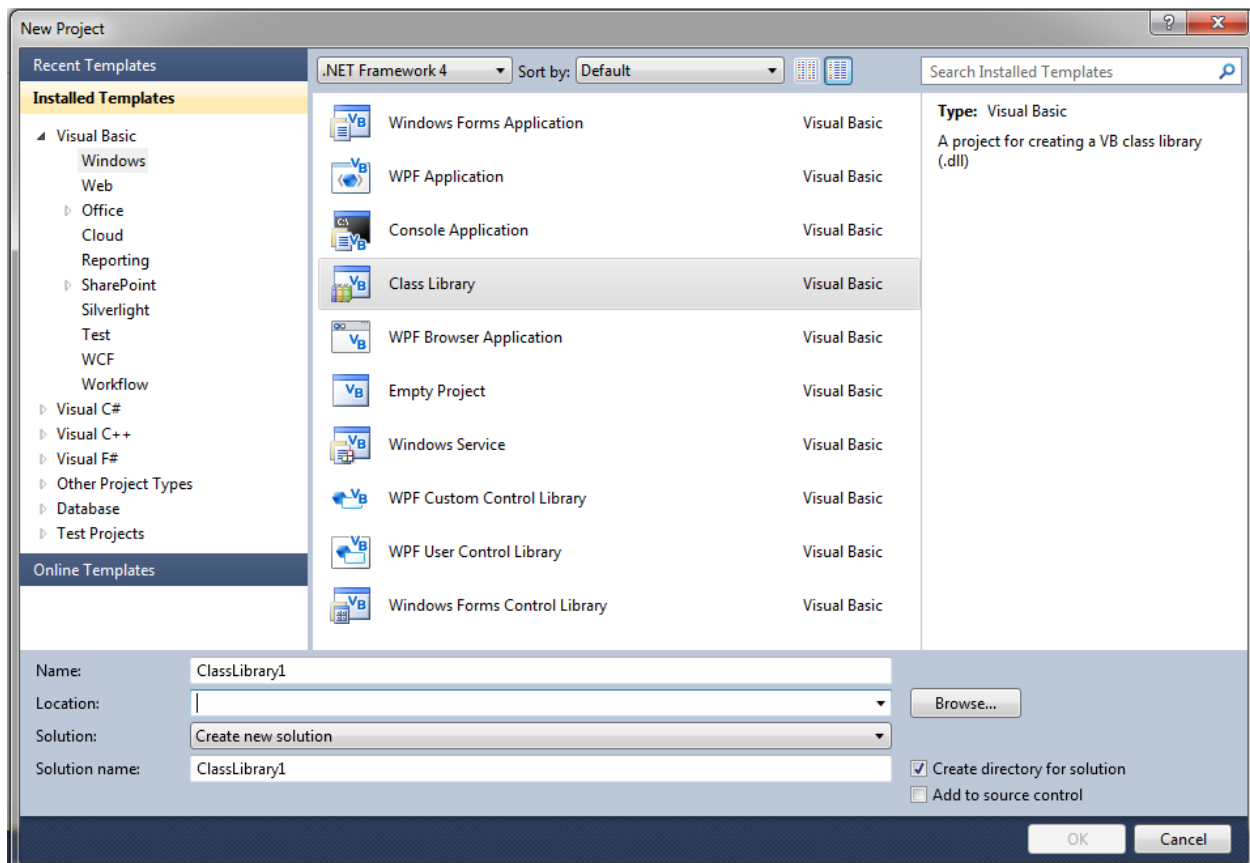 New Project
Recent Templates
Installed Templates
Visual Basic
Windows
Web
Office
Cloud
Reporting
SharePoint
Silverlight
Test
WCF
Workflow
Visual C#
Visual C++
Visual F#
Other Project Types
Database
Test Projects
Online Templates
.NET Framework 4 Sort by: Default
Windows Forms Application Visual Basic
WPF Application Visual Basic
Console Application Visual Basic
Class Library Visual Basic
WPF Browser Application Visual Basic
Empty Project Visual Basic
Windows Service Visual Basic
WPF Custom Control Library Visual Basic
WPF User Control Library Visual Basic
Windows Forms Control Library Visual Basic
Search Installed Templates
Type: Visual Basic
A project for creating a VB class library
(.dll)
Name: ClassLibrary1
Location: Browse...
Solution: Create new solution
Solution name: ClassLibrary1
Create directory for solution
Add to source control
OK Cancel